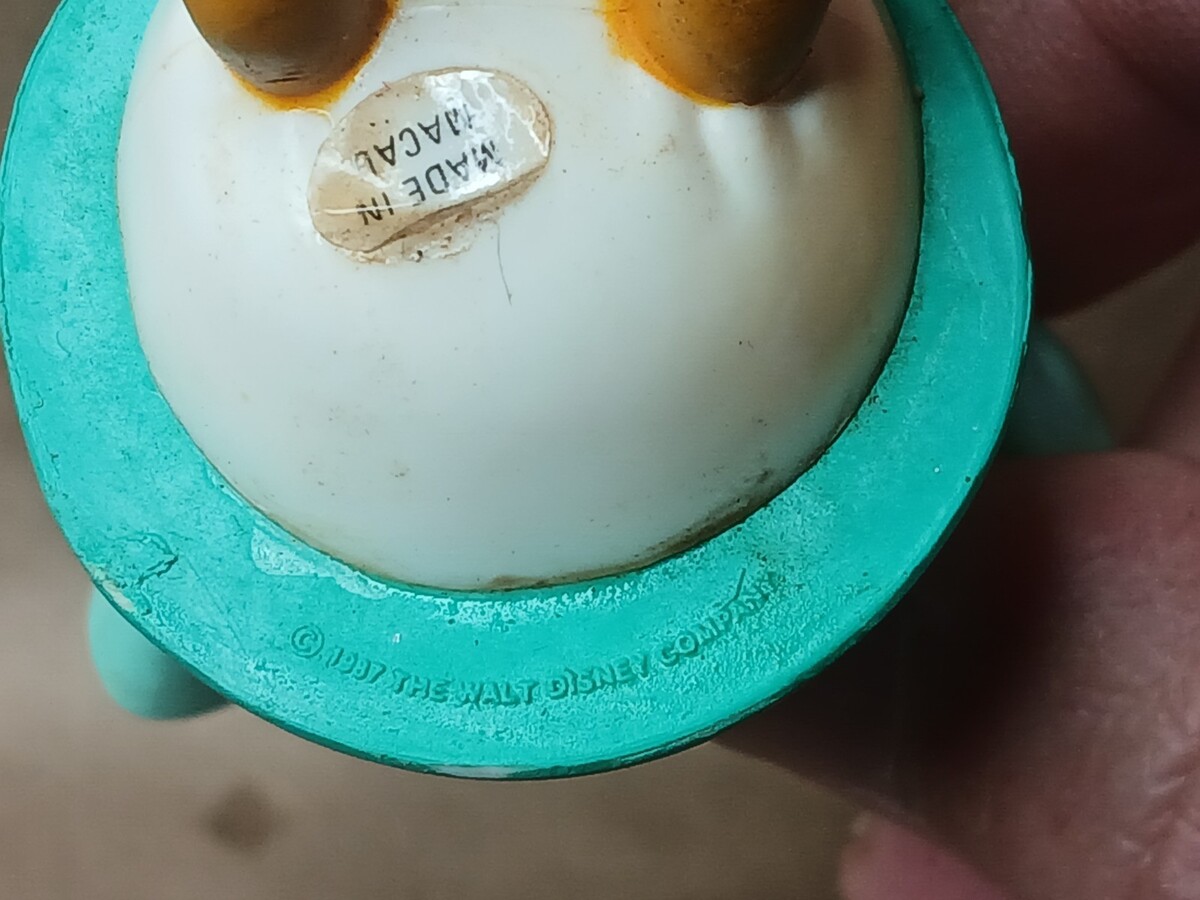 MADE IN
MACAU
© 1987 THE WALT DISNEY COMPANY